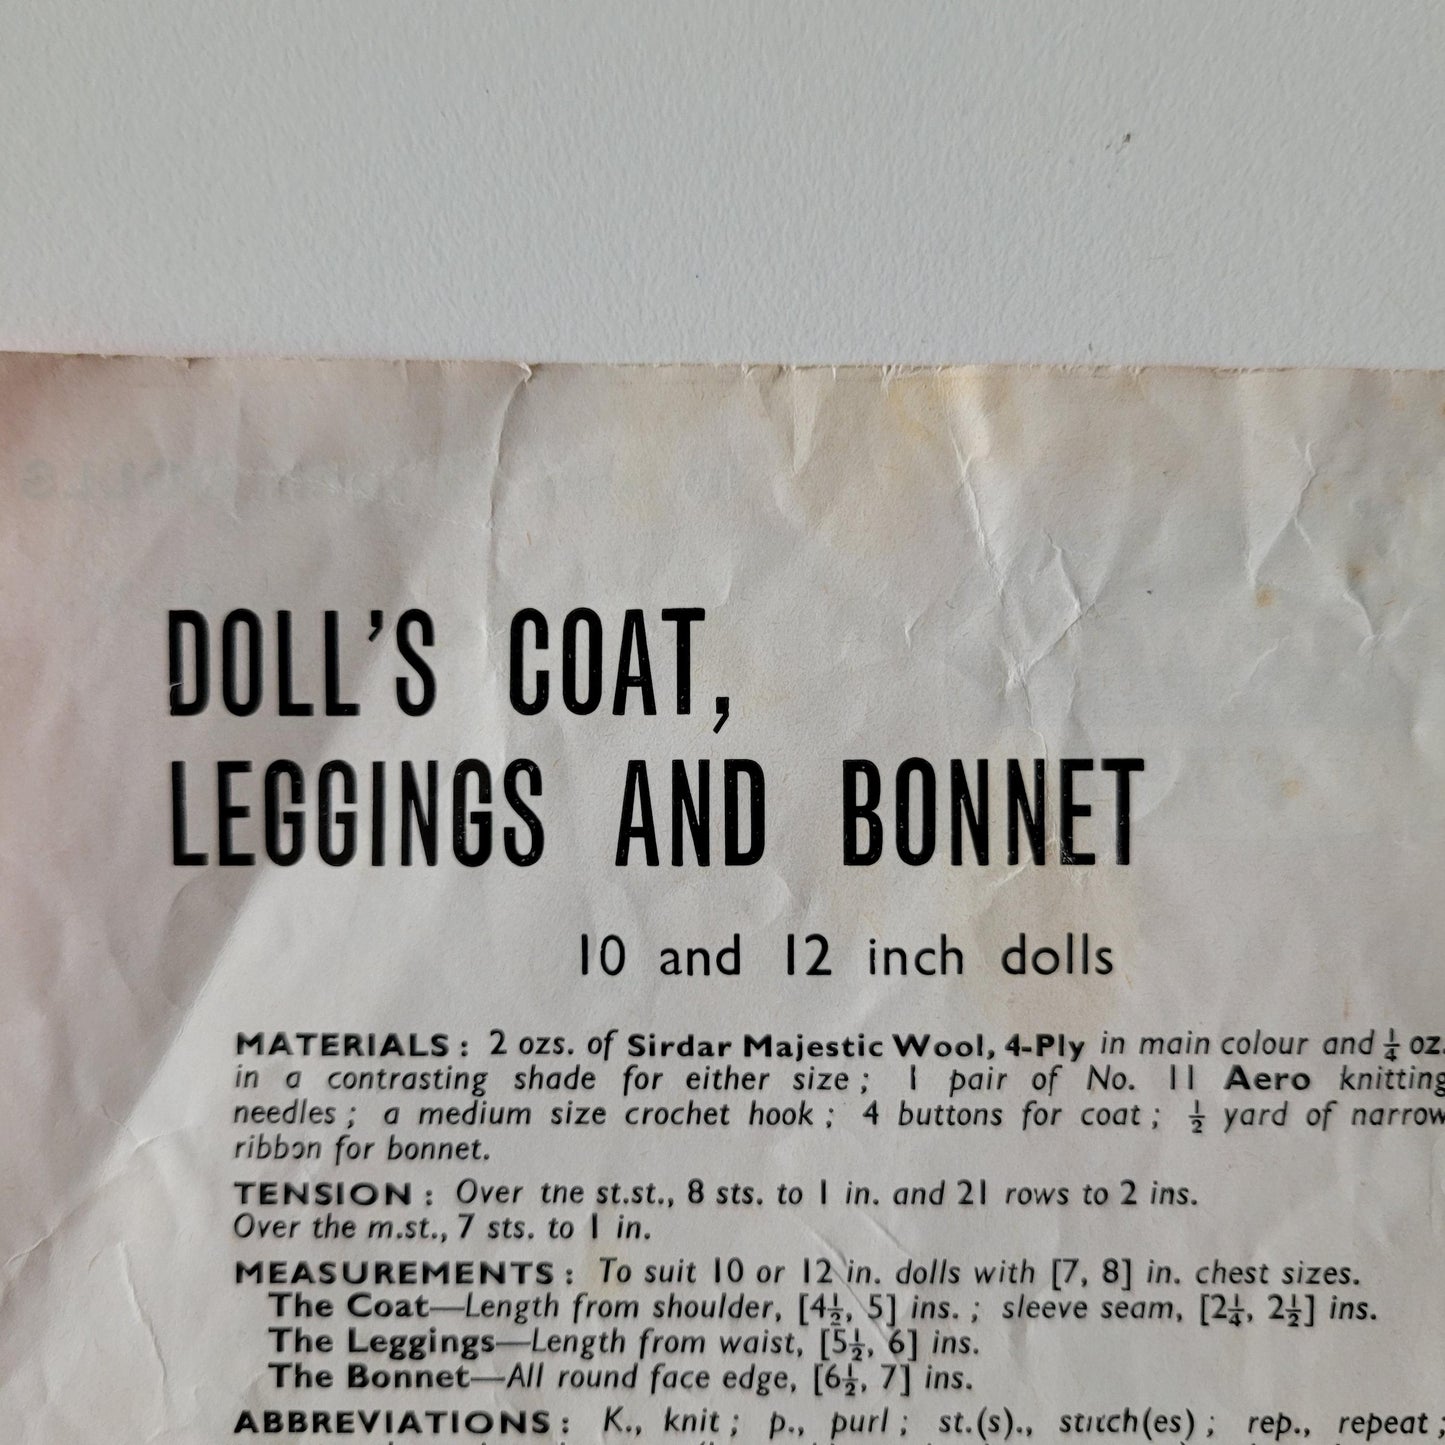 DOLL'S COAT,
LEGGINGS AND BONNET
10 and 12 inch dolls
MATERIALS : 2 ozs. of Sirdar Majestic Wool, 4-Ply in main colour and ¼ oz.
in a contrasting shade for either size ; 1 pair of No. 11 Aero knitting
needles ; a medium size crochet hook ; 4 buttons for coat ; ½ yard of narrow
ribbon for bonnet.
TENSION : Over the st.st., 8 sts. to 1 in. and 21 rows to 2 ins.
Over the m.st., 7 sts. to 1 in.
MEASUREMENTS : To suit 10 or 12 in. dolls with [7, 8] in. chest sizes.
The Coat—Length from shoulder, [4½, 5] ins. ; sleeve seam, [2¼, 2½] ins.
The Leggings—Length from waist, [5½, 6] ins.
The Bonnet—All round face edge, [6½, 7] ins.
ABBREVIATIONS : K., knit ; p., purl ; st.(s)., stitch(es) ; rep., repeat ;